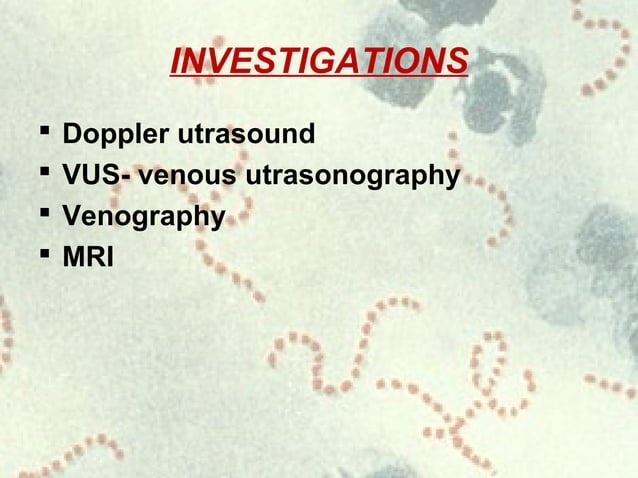 INVESTIGATIONS
▪ Doppler utrasound
▪ VUS- venous utrasonography
▪ Venography
▪ MRI